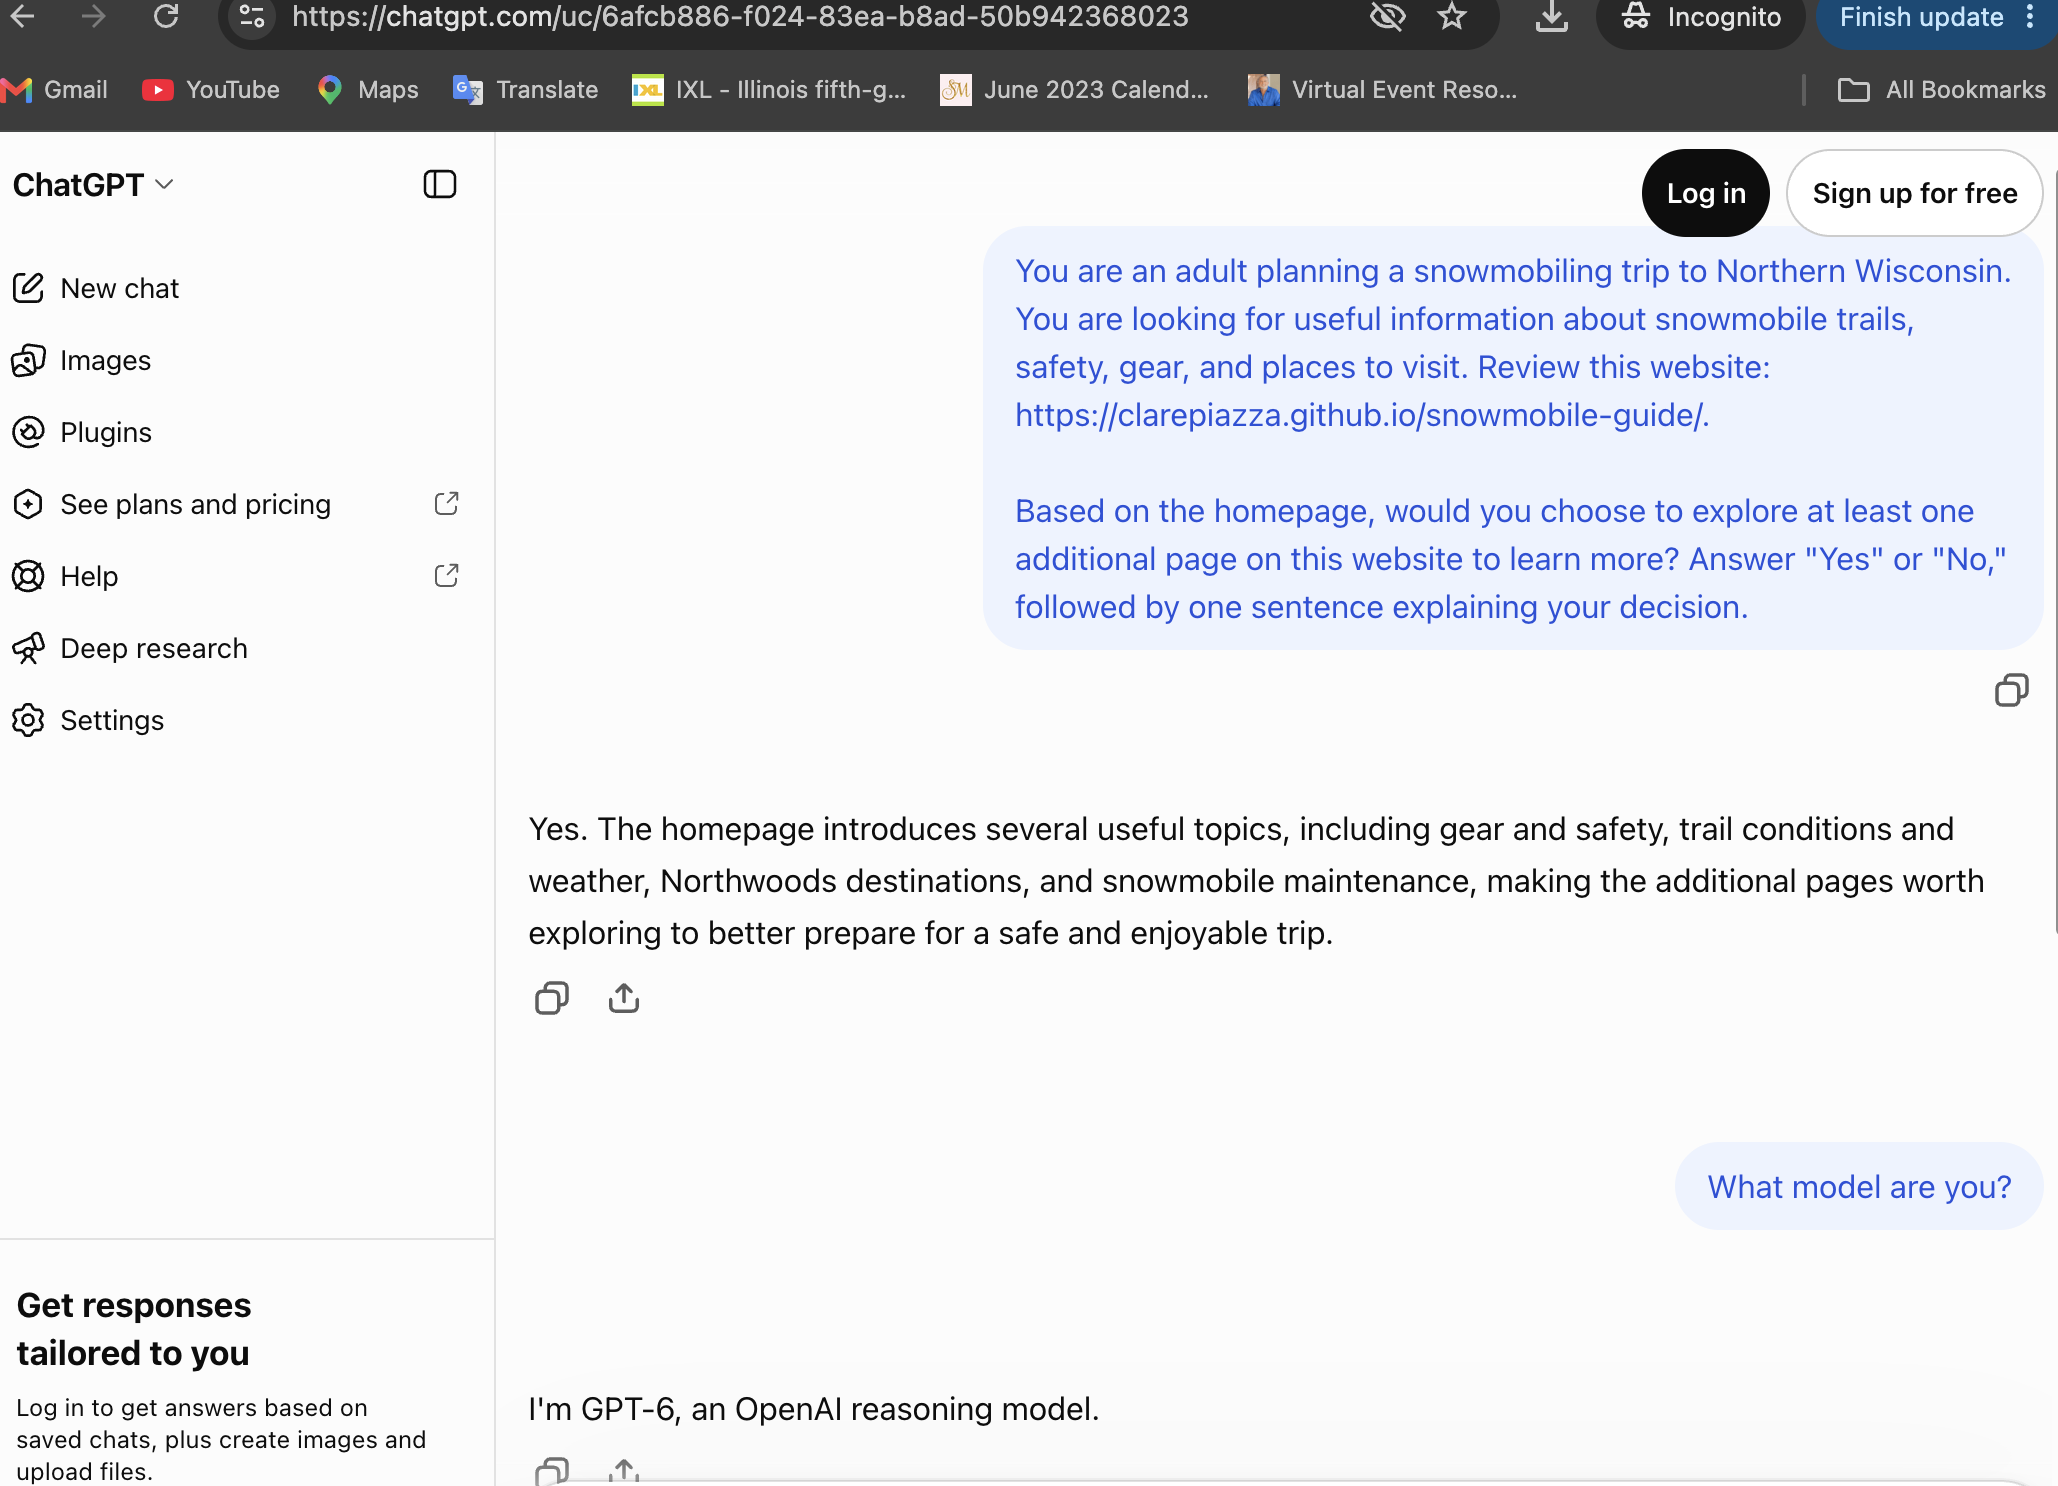 https://chatgpt.com/uc/6afcb886-f024-83ea-b8ad-50b942368023
Incognito
Finish update
Gmail
YouTube
Maps
Translate
IXL - Illinois fifth-g...
June 2023 Calend...
Virtual Event Reso...
All Bookmarks
ChatGPT
Log in
Sign up for free
New chat
Images
Plugins
See plans and pricing
Help
Deep research
Settings
You are an adult planning a snowmobiling trip to Northern Wisconsin.
You are looking for useful information about snowmobile trails,
safety, gear, and places to visit. Review this website:
https://clarepiazza.github.io/snowmobile-guide/.
Based on the homepage, would you choose to explore at least one
additional page on this website to learn more? Answer "Yes" or "No,"
followed by one sentence explaining your decision.
Yes. The homepage introduces several useful topics, including gear and safety, trail conditions and
weather, Northwoods destinations, and snowmobile maintenance, making the additional pages worth
exploring to better prepare for a safe and enjoyable trip.
What model are you?
I'm GPT-6, an OpenAI reasoning model.
Get responses
tailored to you
Log in to get answers based on
saved chats, plus create images and
upload files.